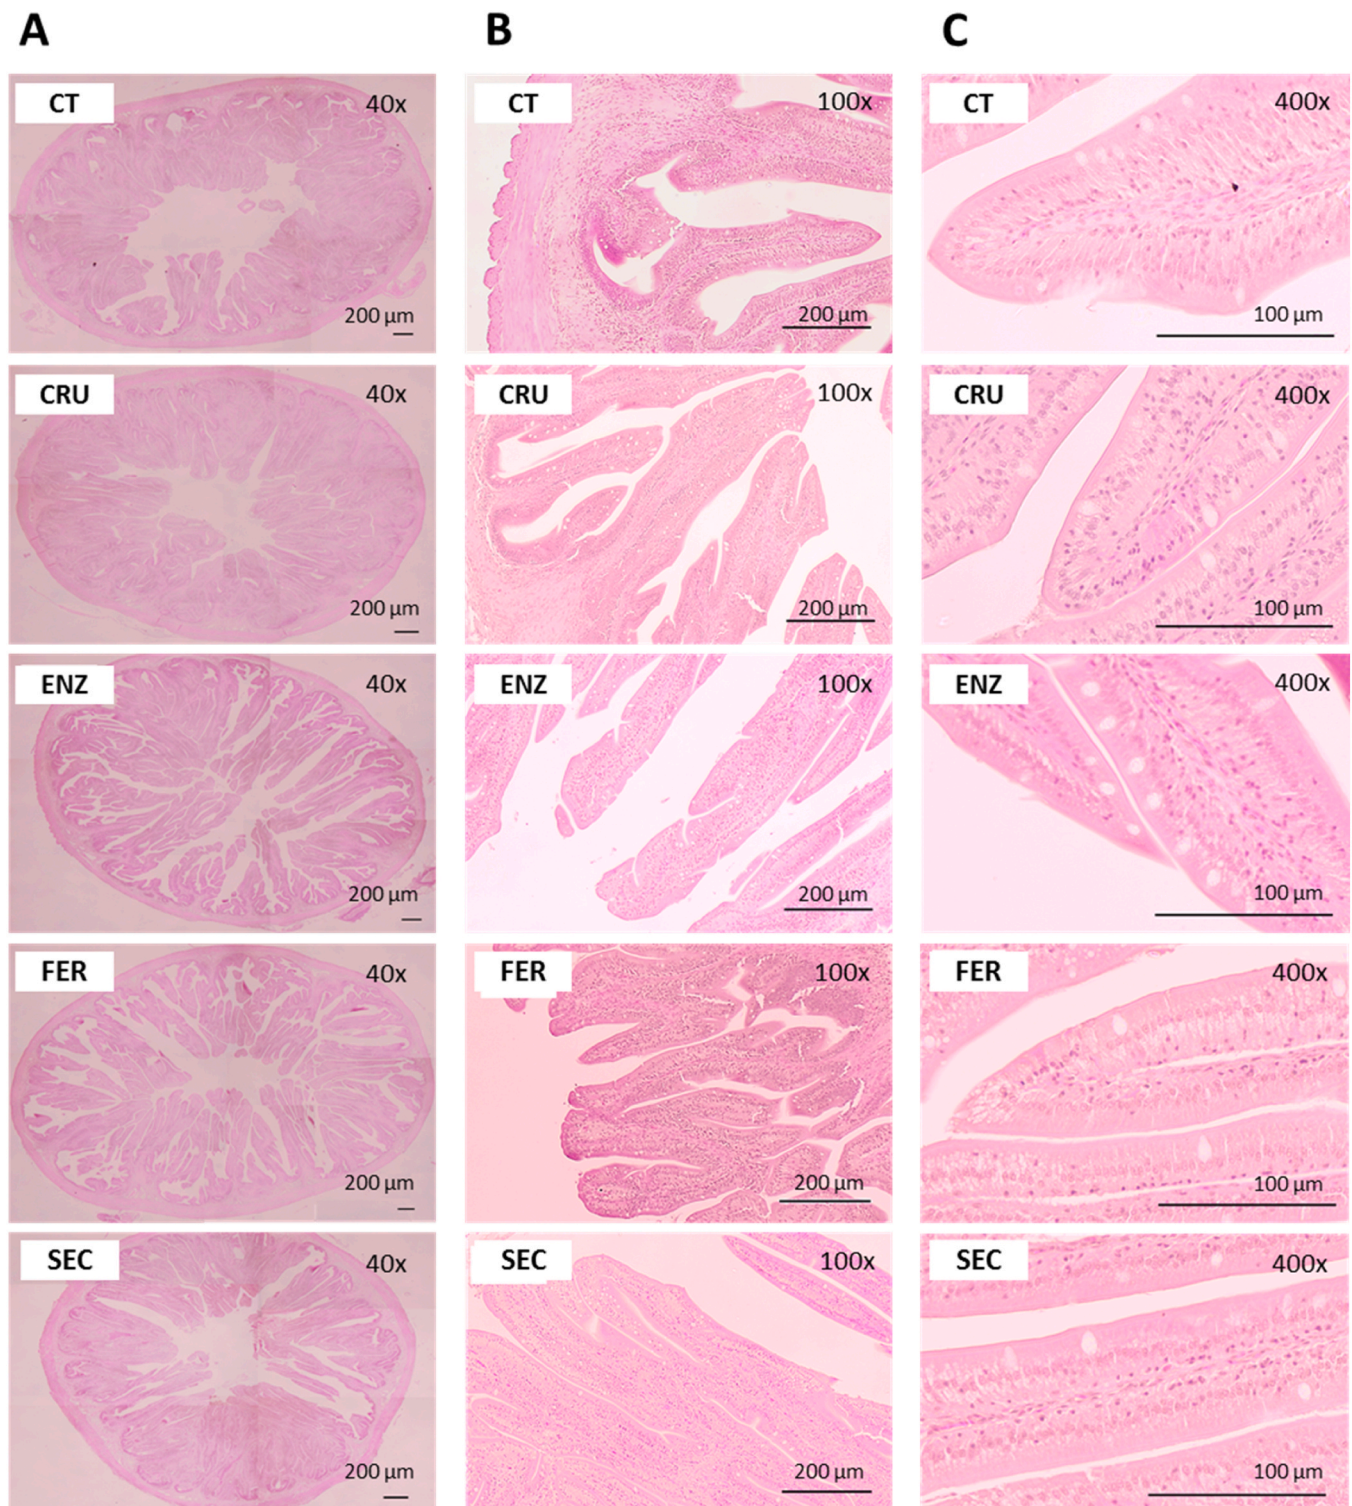 A B C
CT 40x CT 100x CT 400x
200 µm 200 µm 100 µm
CRU 40x CRU 100x CRU 400x
200 µm 200 µm 100 µm
ENZ 40x ENZ 100x ENZ 400x
200 µm 200 µm 100 µm
FER 40x FER 100x FER 400x
200 µm 200 µm 100 µm
SEC 40x SEC 100x SEC 400x
200 µm 200 µm 100 µm